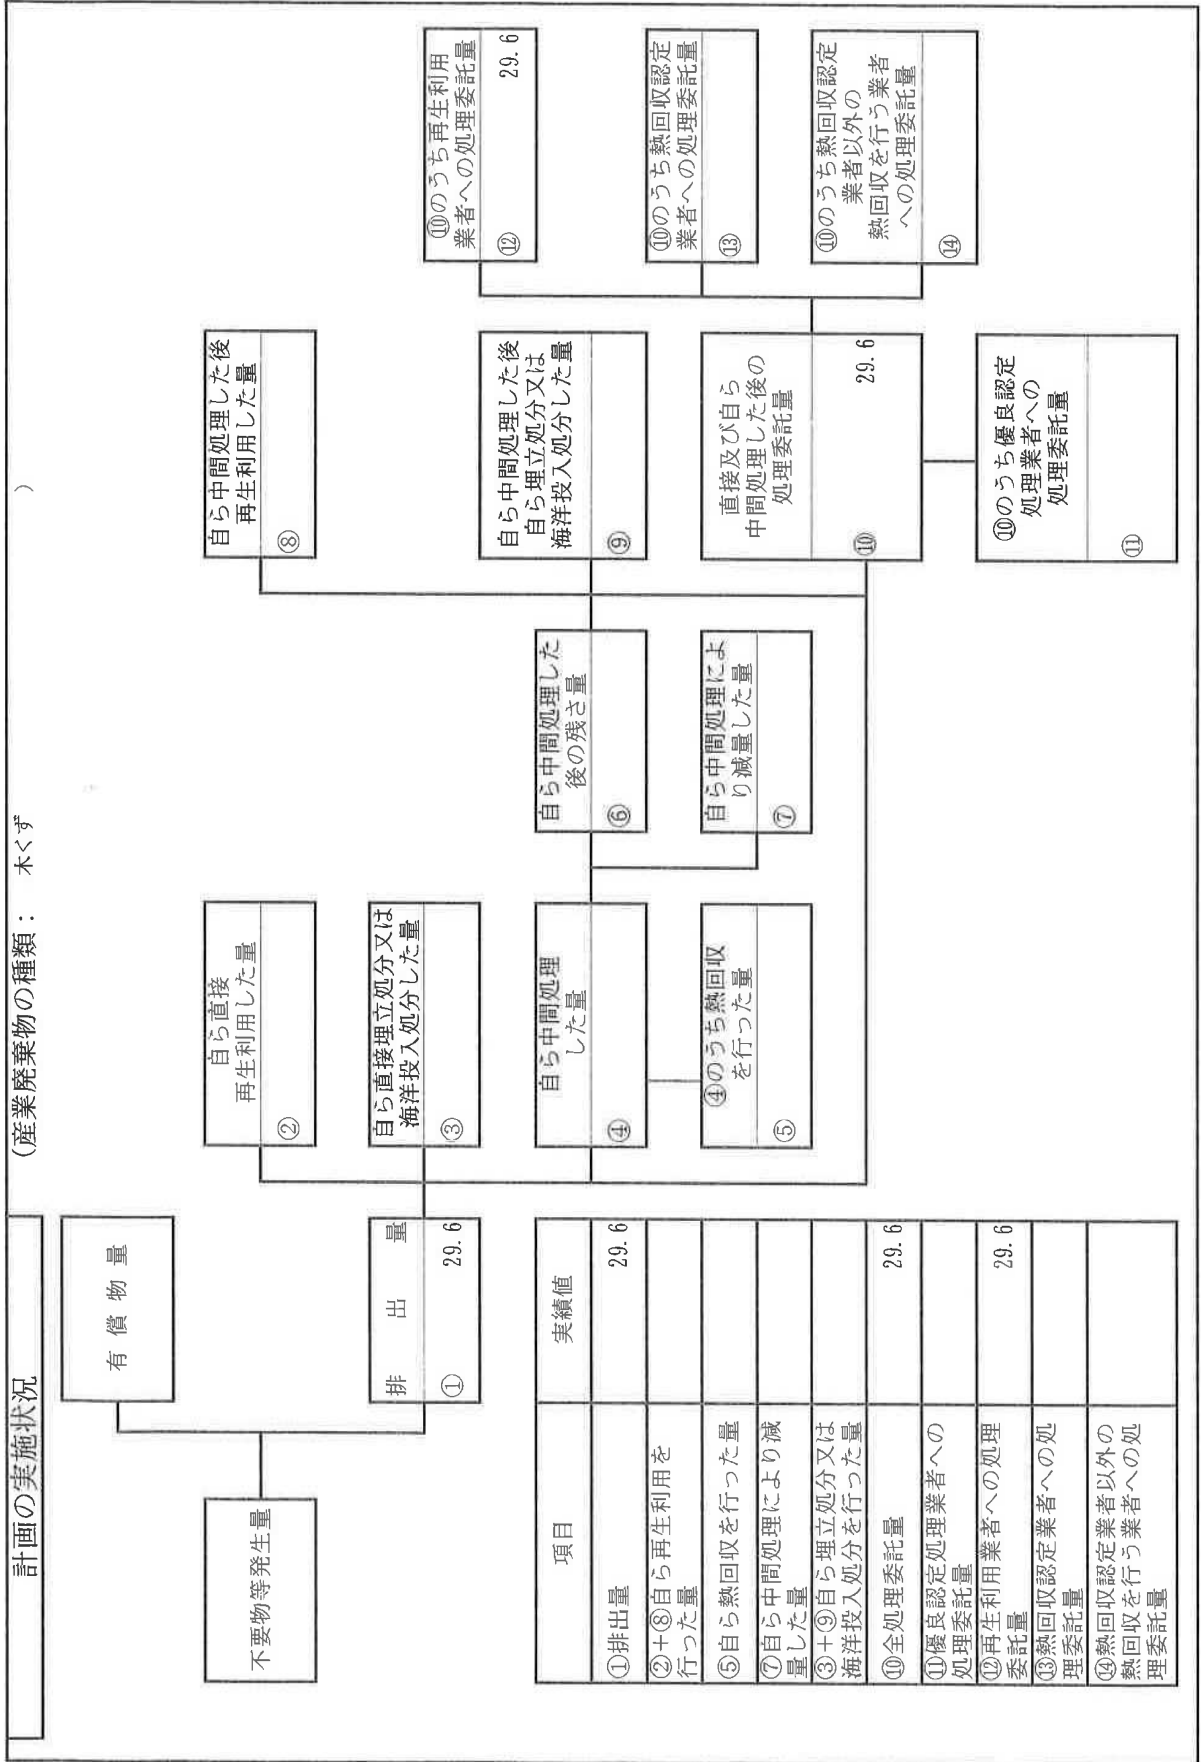 計画の実施状況
(産業廃棄物の種類： 木くず )
不要物等発生量
有償物量
排出量
① 29.6
自ら直接
再生利用した量
②
自ら直接埋立処分又は
海洋投入処分した量
③
自ら中間処理
した量
④
④のうち熱回収
を行った量
⑤
自ら中間処理した
後の残さ量
⑥
自ら中間処理によ
り減量した量
⑦
自ら中間処理した後
再生利用した量
⑧
自ら中間処理した後
自ら埋立処分又は
海洋投入処分した量
⑨
直接及び自ら
中間処理した後の
処理委託量
⑩ 29.6
⑩のうち優良認定
処理業者への
処理委託量
⑪
⑩のうち再生利用
業者への処理委託量
⑫ 29.6
⑩のうち熱回収認定
業者への処理委託量
⑬
⑩のうち熱回収認定
業者以外の
熱回収を行う業者
への処理委託量
⑭
項目 実績値
①排出量 29.6
②＋⑧自ら再生利用を
行った量
⑤自ら熱回収を行った量
⑦自ら中間処理により減
量した量
③＋⑨自ら埋立処分又は
海洋投入処分を行った量
⑩全処理委託量 29.6
⑪優良認定処理業者への
処理委託量
⑫再生利用業者への処理
委託量 29.6
⑬熱回収認定業者への処
理委託量
⑭熱回収認定業者以外の
熱回収を行う業者への処
理委託量